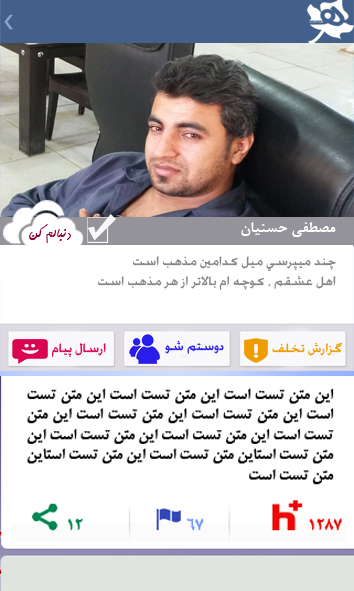 هنر
مصطفی حسنیان
دنبالم کن
چند میپرسي میل کدامین مذهب است
اهل عشقم . کوچه ام بالاتر از هر مذهب است
گزارش تخلف
دوستم شو
ارسال پیام
این متن تست است این متن تست است این متن تست
است این متن تست است این متن تست است این متن
تست است این متن تست است این متن تست است این
متن تست استاین متن تست است این متن تست استاین
متن تست است
h+ ۱۲۸۷
۶۷
۱۲